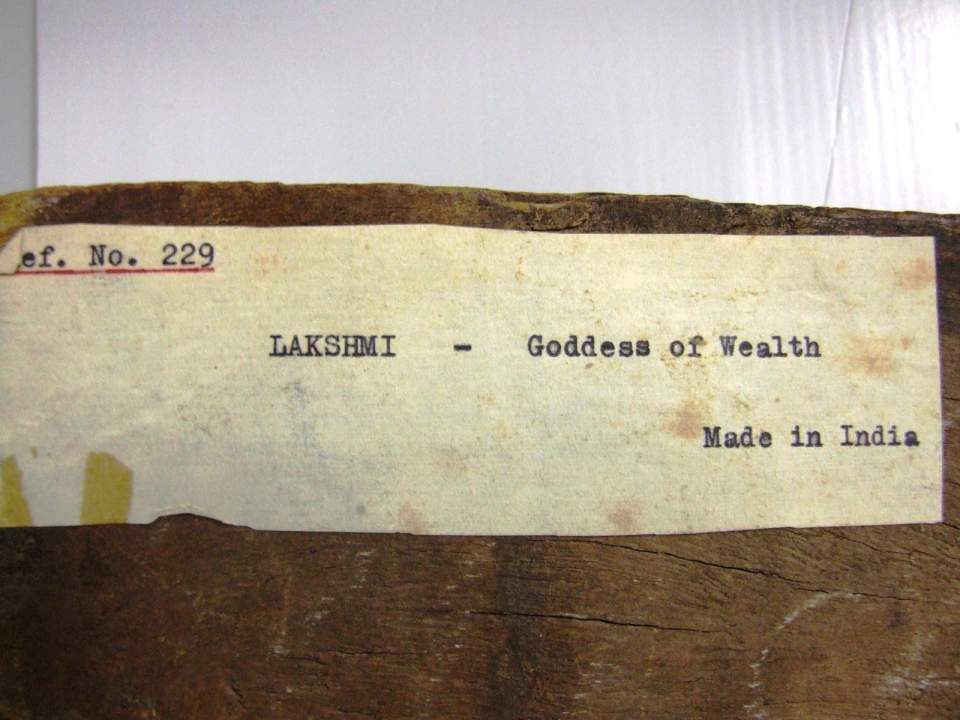 ef. No. 229
LAKSHMI - Goddess of Wealth
Made in India